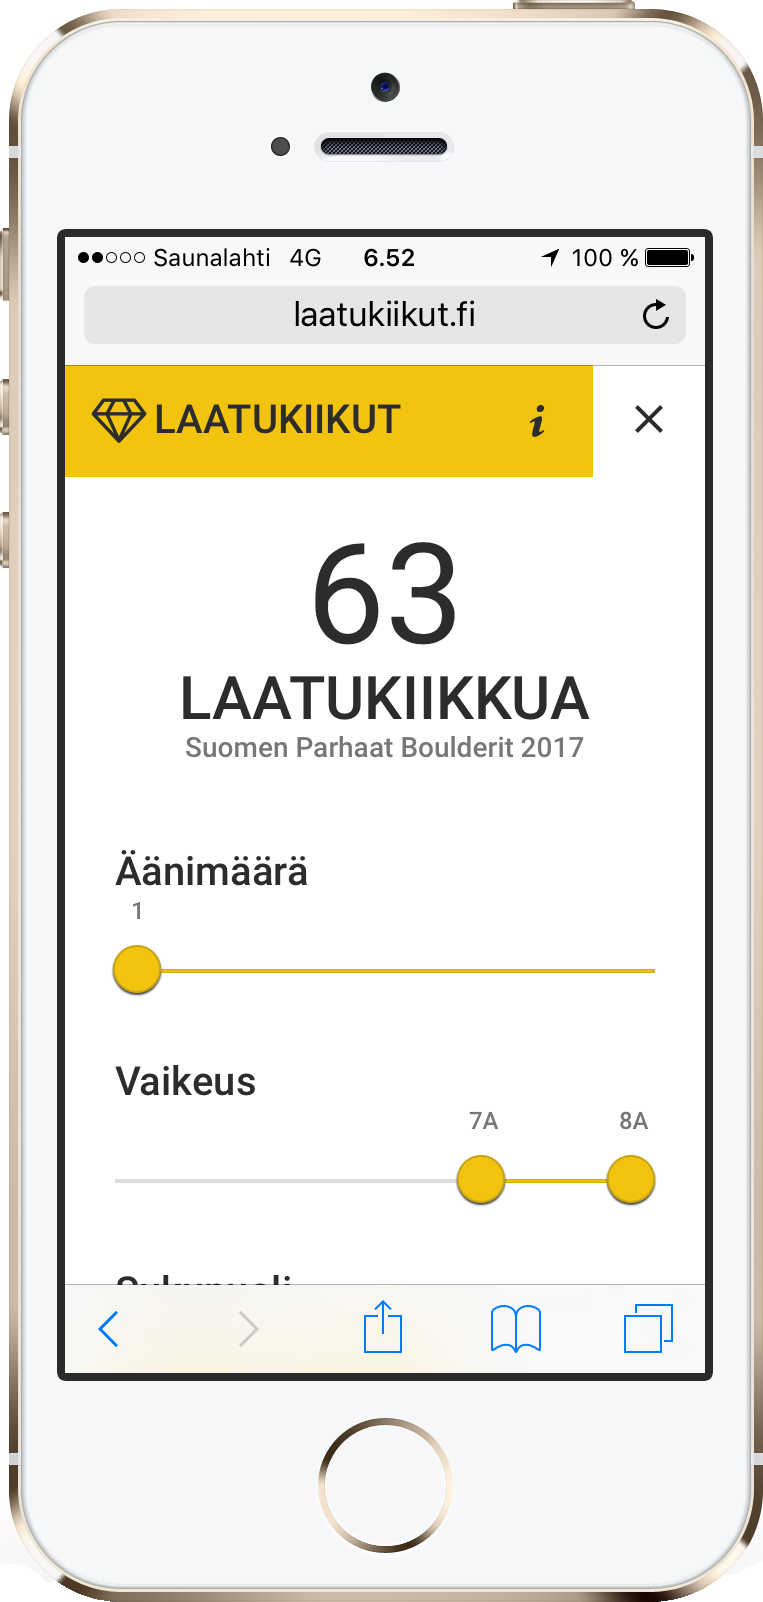 Saunalahti 4G 6.52 100 %
laatukiikut.fi
LAATUKIIKUT i
63
LAATUKIIKKUA
Suomen Parhaat Boulderit 2017
Äänimäärä
1
Vaikeus
7A 8A
Sukupuoli